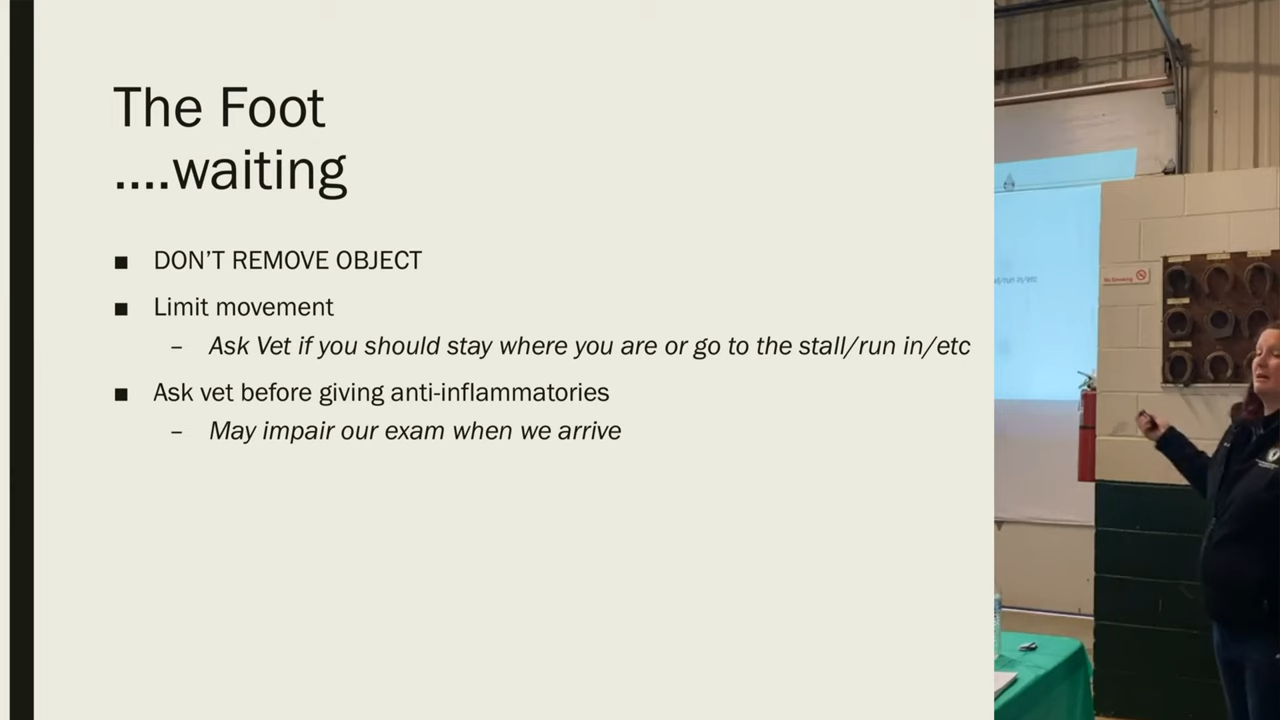 The Foot
....waiting
■ DON'T REMOVE OBJECT
■ Limit movement
– Ask Vet if you should stay where you are or go to the stall/run in/etc
■ Ask vet before giving anti-inflammatories
– May impair our exam when we arrive
No Smoking